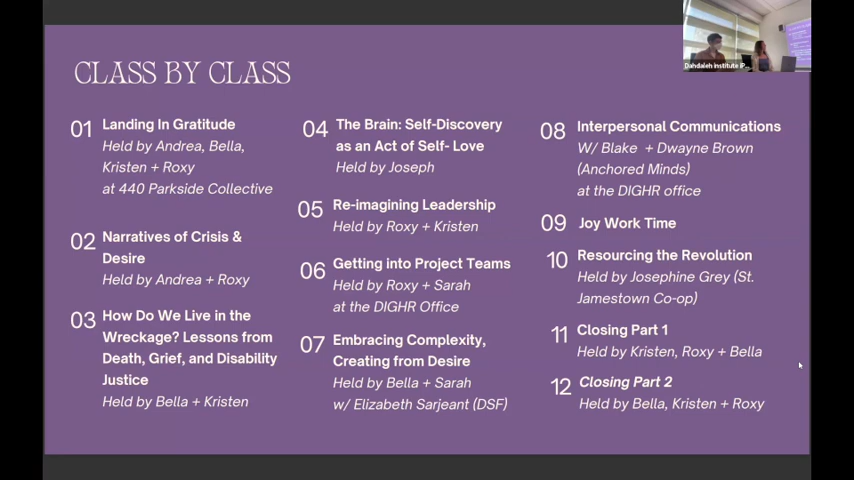 CLASS BY CLASS
01 Landing In Gratitude
Held by Andrea, Bella,
Kristen + Roxy
at 440 Parkside Collective
02 Narratives of Crisis &
Desire
Held by Andrea + Roxy
03 How Do We Live in the
Wreckage? Lessons from
Death, Grief, and Disability
Justice
Held by Bella + Kristen
04 The Brain: Self-Discovery
as an Act of Self- Love
Held by Joseph
05 Re-imagining Leadership
Held by Roxy + Kristen
06 Getting into Project Teams
Held by Roxy + Sarah
at the DIGHR Office
07 Embracing Complexity,
Creating from Desire
Held by Bella + Sarah
w/ Elizabeth Sarjeant (DSF)
08 Interpersonal Communications
W/ Blake + Dwayne Brown
(Anchored Minds)
at the DIGHR office
09 Joy Work Time
10 Resourcing the Revolution
Held by Josephine Grey (St.
Jamestown Co-op)
11 Closing Part 1
Held by Kristen, Roxy + Bella
12 Closing Part 2
Held by Bella, Kristen + Roxy
Dahdaleh institute iP...